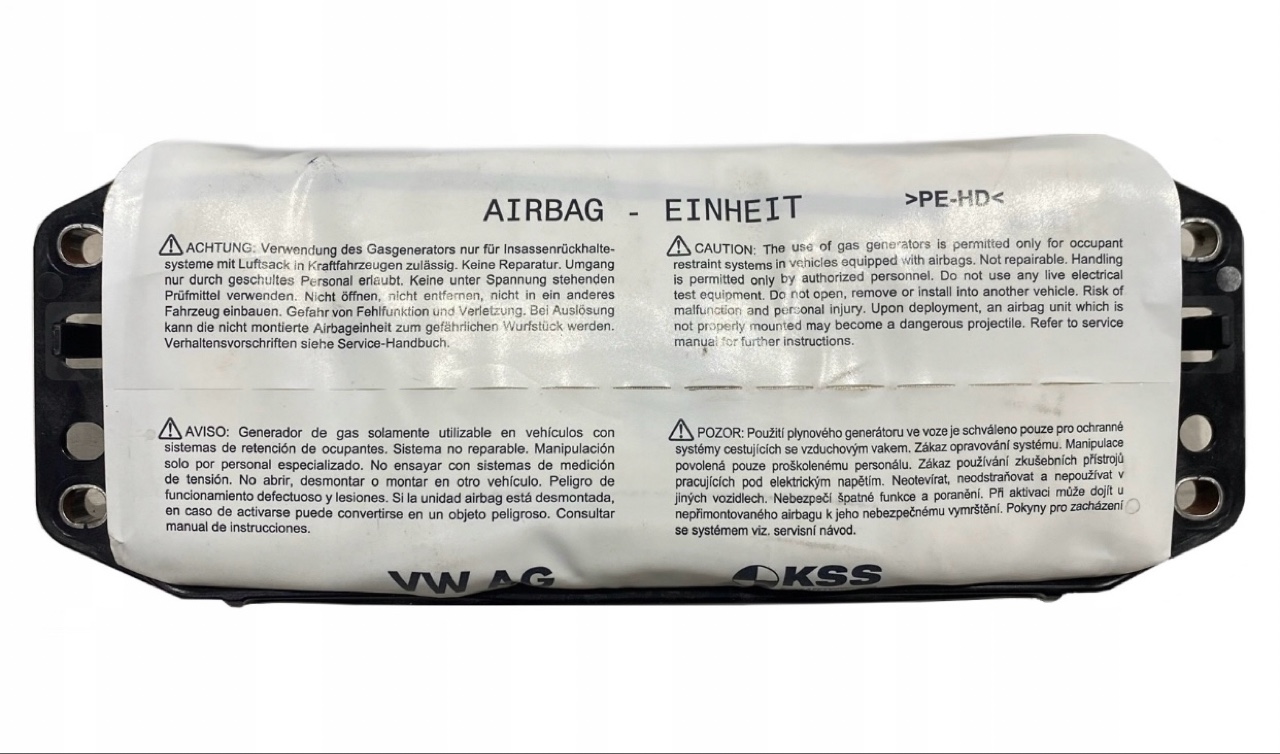 AIRBAG - EINHEIT
>PE-HD<
⚠ ACHTUNG: Verwendung des Gasgenerators nur für Insassenrückhalte-
systeme mit Luftsack in Kraftfahrzeugen zulässig. Keine Reparatur. Umgang
nur durch geschultes Personal erlaubt. Keine unter Spannung stehenden
Prüfmittel verwenden. Nicht öffnen, nicht entfernen, nicht in ein anderes
Fahrzeug einbauen. Gefahr von Fehlfunktion und Verletzung. Bei Auslösung
kann die nicht montierte Airbageinheit zum gefährlichen Wurfstück werden.
Verhaltensvorschriften siehe Service-Handbuch.
⚠ CAUTION: The use of gas generators is permitted only for occupant
restraint systems in vehicles equipped with airbags. Not repairable. Handling
is permitted only by authorized personnel. Do not use any live electrical
test equipment. Do not open, remove or install into another vehicle. Risk of
malfunction and personal injury. Upon deployment, an airbag unit which is
not properly mounted may become a dangerous projectile. Refer to service
manual for further instructions.
⚠ AVISO: Generador de gas solamente utilizable en vehículos con
sistemas de retención de ocupantes. Sistema no reparable. Manipulación
solo por personal especializado. No ensayar con sistemas de medición
de tensión. No abrir, desmontar o montar en otro vehículo. Peligro de
funcionamiento defectuoso y lesiones. Si la unidad airbag está desmontada,
en caso de activarse puede convertirse en un objeto peligroso. Consultar
manual de instrucciones.
⚠ POZOR: Použití plynového generátoru ve voze je schváleno pouze pro ochranné
systémy cestujících se vzduchovým vakem. Zákaz opravování systému. Manipulace
povolená pouze proškolenému personálu. Zákaz používání zkušebních přístrojů
pracujících pod elektrickým napětím. Neotevírat, neodstraňovat a nepoužívat v
jiných vozidlech. Nebezpečí špatné funkce a poranění. Při aktivaci může dojít u
nepřimontovaného airbagu k jeho nebezpečnému vymrštění. Pokyny pro zacházení
se systémem viz. servisní návod.
VW AG
KSS